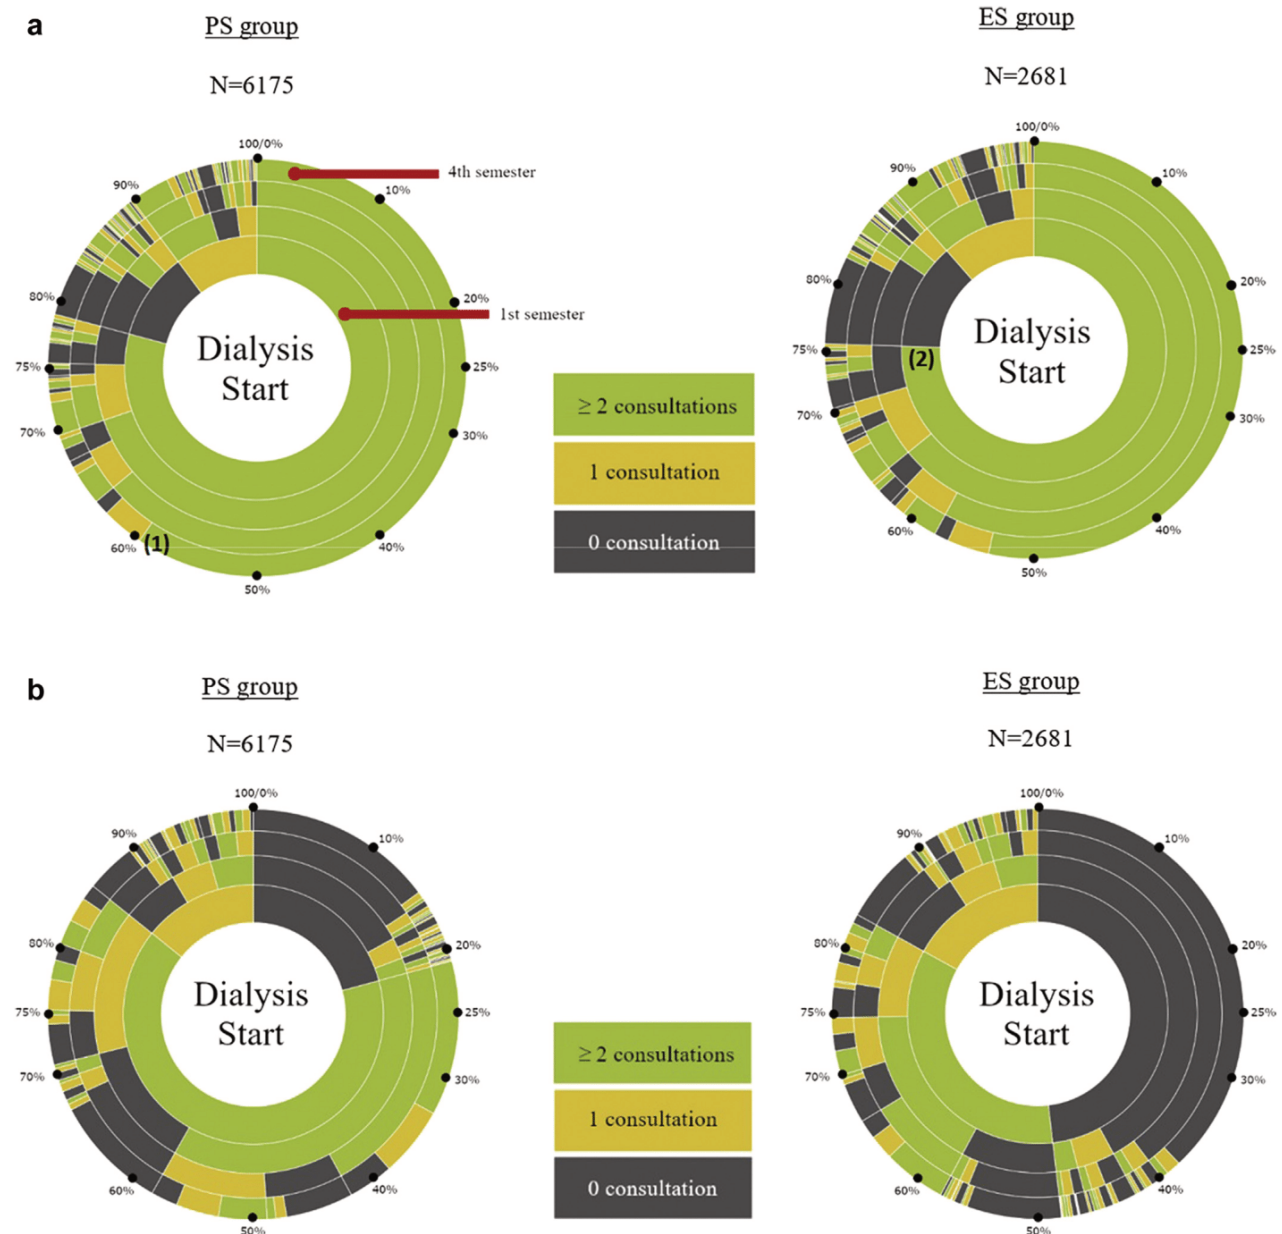 a
PS group
N=6175
ES group
N=2681
100/0%
10%
20%
25%
30%
40%
50%
60%
70%
75%
80%
90%
4th semester
1st semester
Dialysis
Start
(1)
100/0%
10%
20%
25%
30%
40%
50%
60%
70%
75%
80%
90%
Dialysis
Start
(2)
≥ 2 consultations
1 consultation
0 consultation
b
PS group
N=6175
ES group
N=2681
100/0%
10%
20%
25%
30%
40%
50%
60%
70%
75%
80%
90%
Dialysis
Start
100/0%
10%
20%
25%
30%
40%
50%
60%
70%
75%
80%
90%
Dialysis
Start
≥ 2 consultations
1 consultation
0 consultation